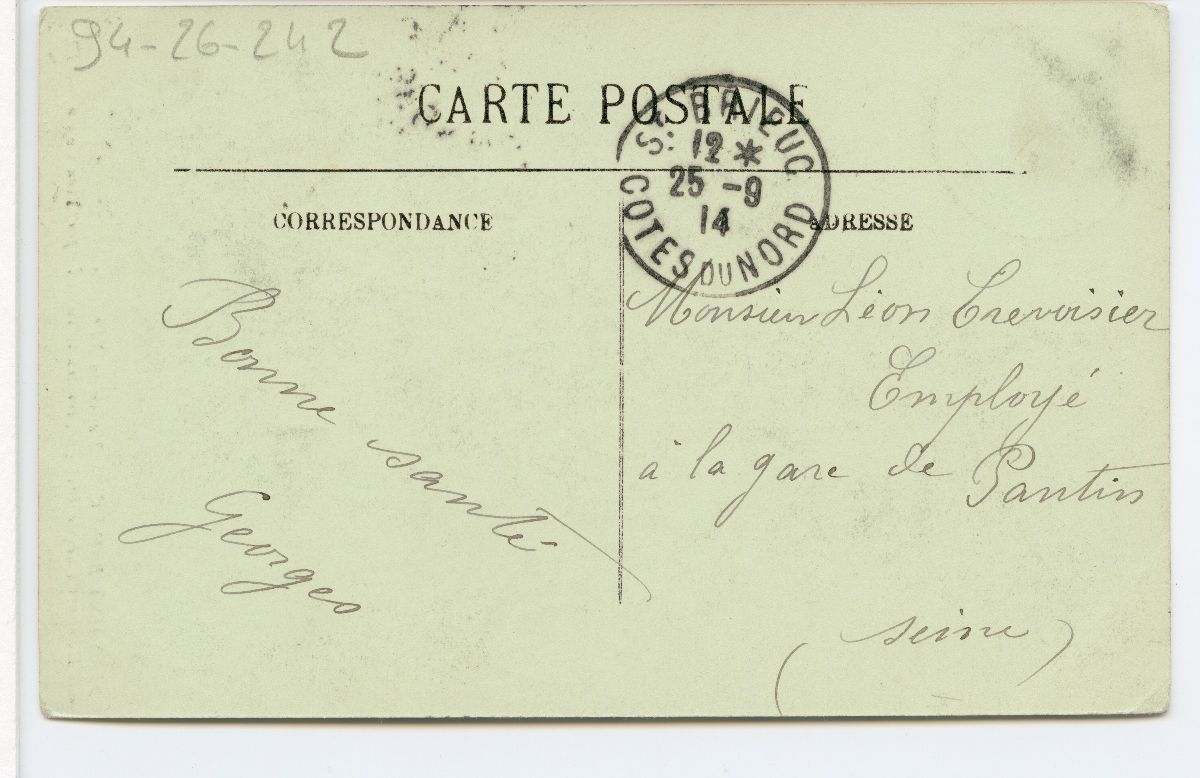 94-26-242
CARTE POSTALE
ST BRIEUC
12 *
25 -9
14
COTES DU NORD
CORRESPONDANCE
ADRESSE
Bonne santé
Georges
Monsieur Léon Crevoisier
Employé
à la gare de Pantin
(seine)